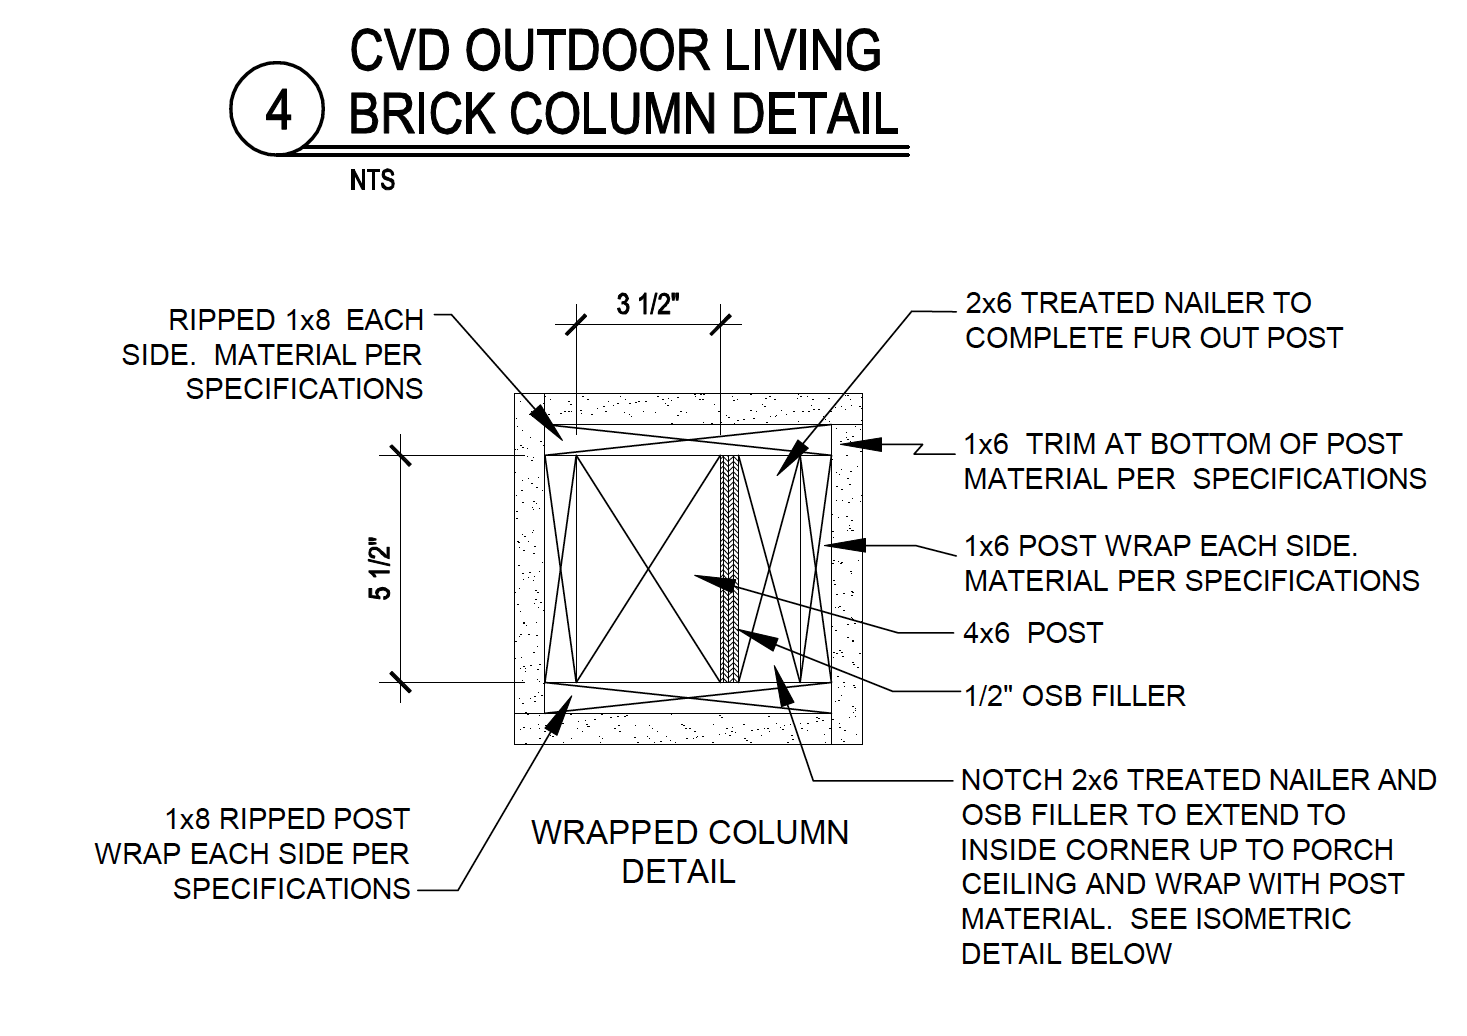 CVD OUTDOOR LIVING
4
BRICK COLUMN DETAIL
NTS
RIPPED 1x8 EACH
SIDE. MATERIAL PER
SPECIFICATIONS
3 1/2"
2x6 TREATED NAILER TO
COMPLETE FUR OUT POST
1x6 TRIM AT BOTTOM OF POST
MATERIAL PER SPECIFICATIONS
5 1/2"
1x6 POST WRAP EACH SIDE.
MATERIAL PER SPECIFICATIONS
4x6 POST
1/2" OSB FILLER
NOTCH 2x6 TREATED NAILER AND
OSB FILLER TO EXTEND TO
INSIDE CORNER UP TO PORCH
CEILING AND WRAP WITH POST
MATERIAL. SEE ISOMETRIC
DETAIL BELOW
1x8 RIPPED POST
WRAP EACH SIDE PER
SPECIFICATIONS
WRAPPED COLUMN
DETAIL